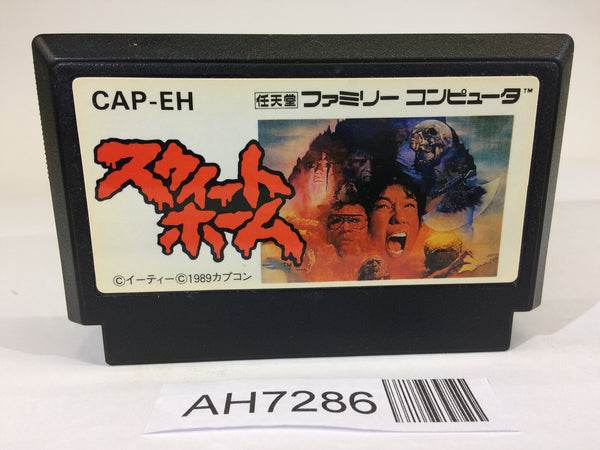 CAP-EH
任天堂 ファミリー コンピュータ™
スウィート
ホーム
©イーティー©1989カプコン
AH7286